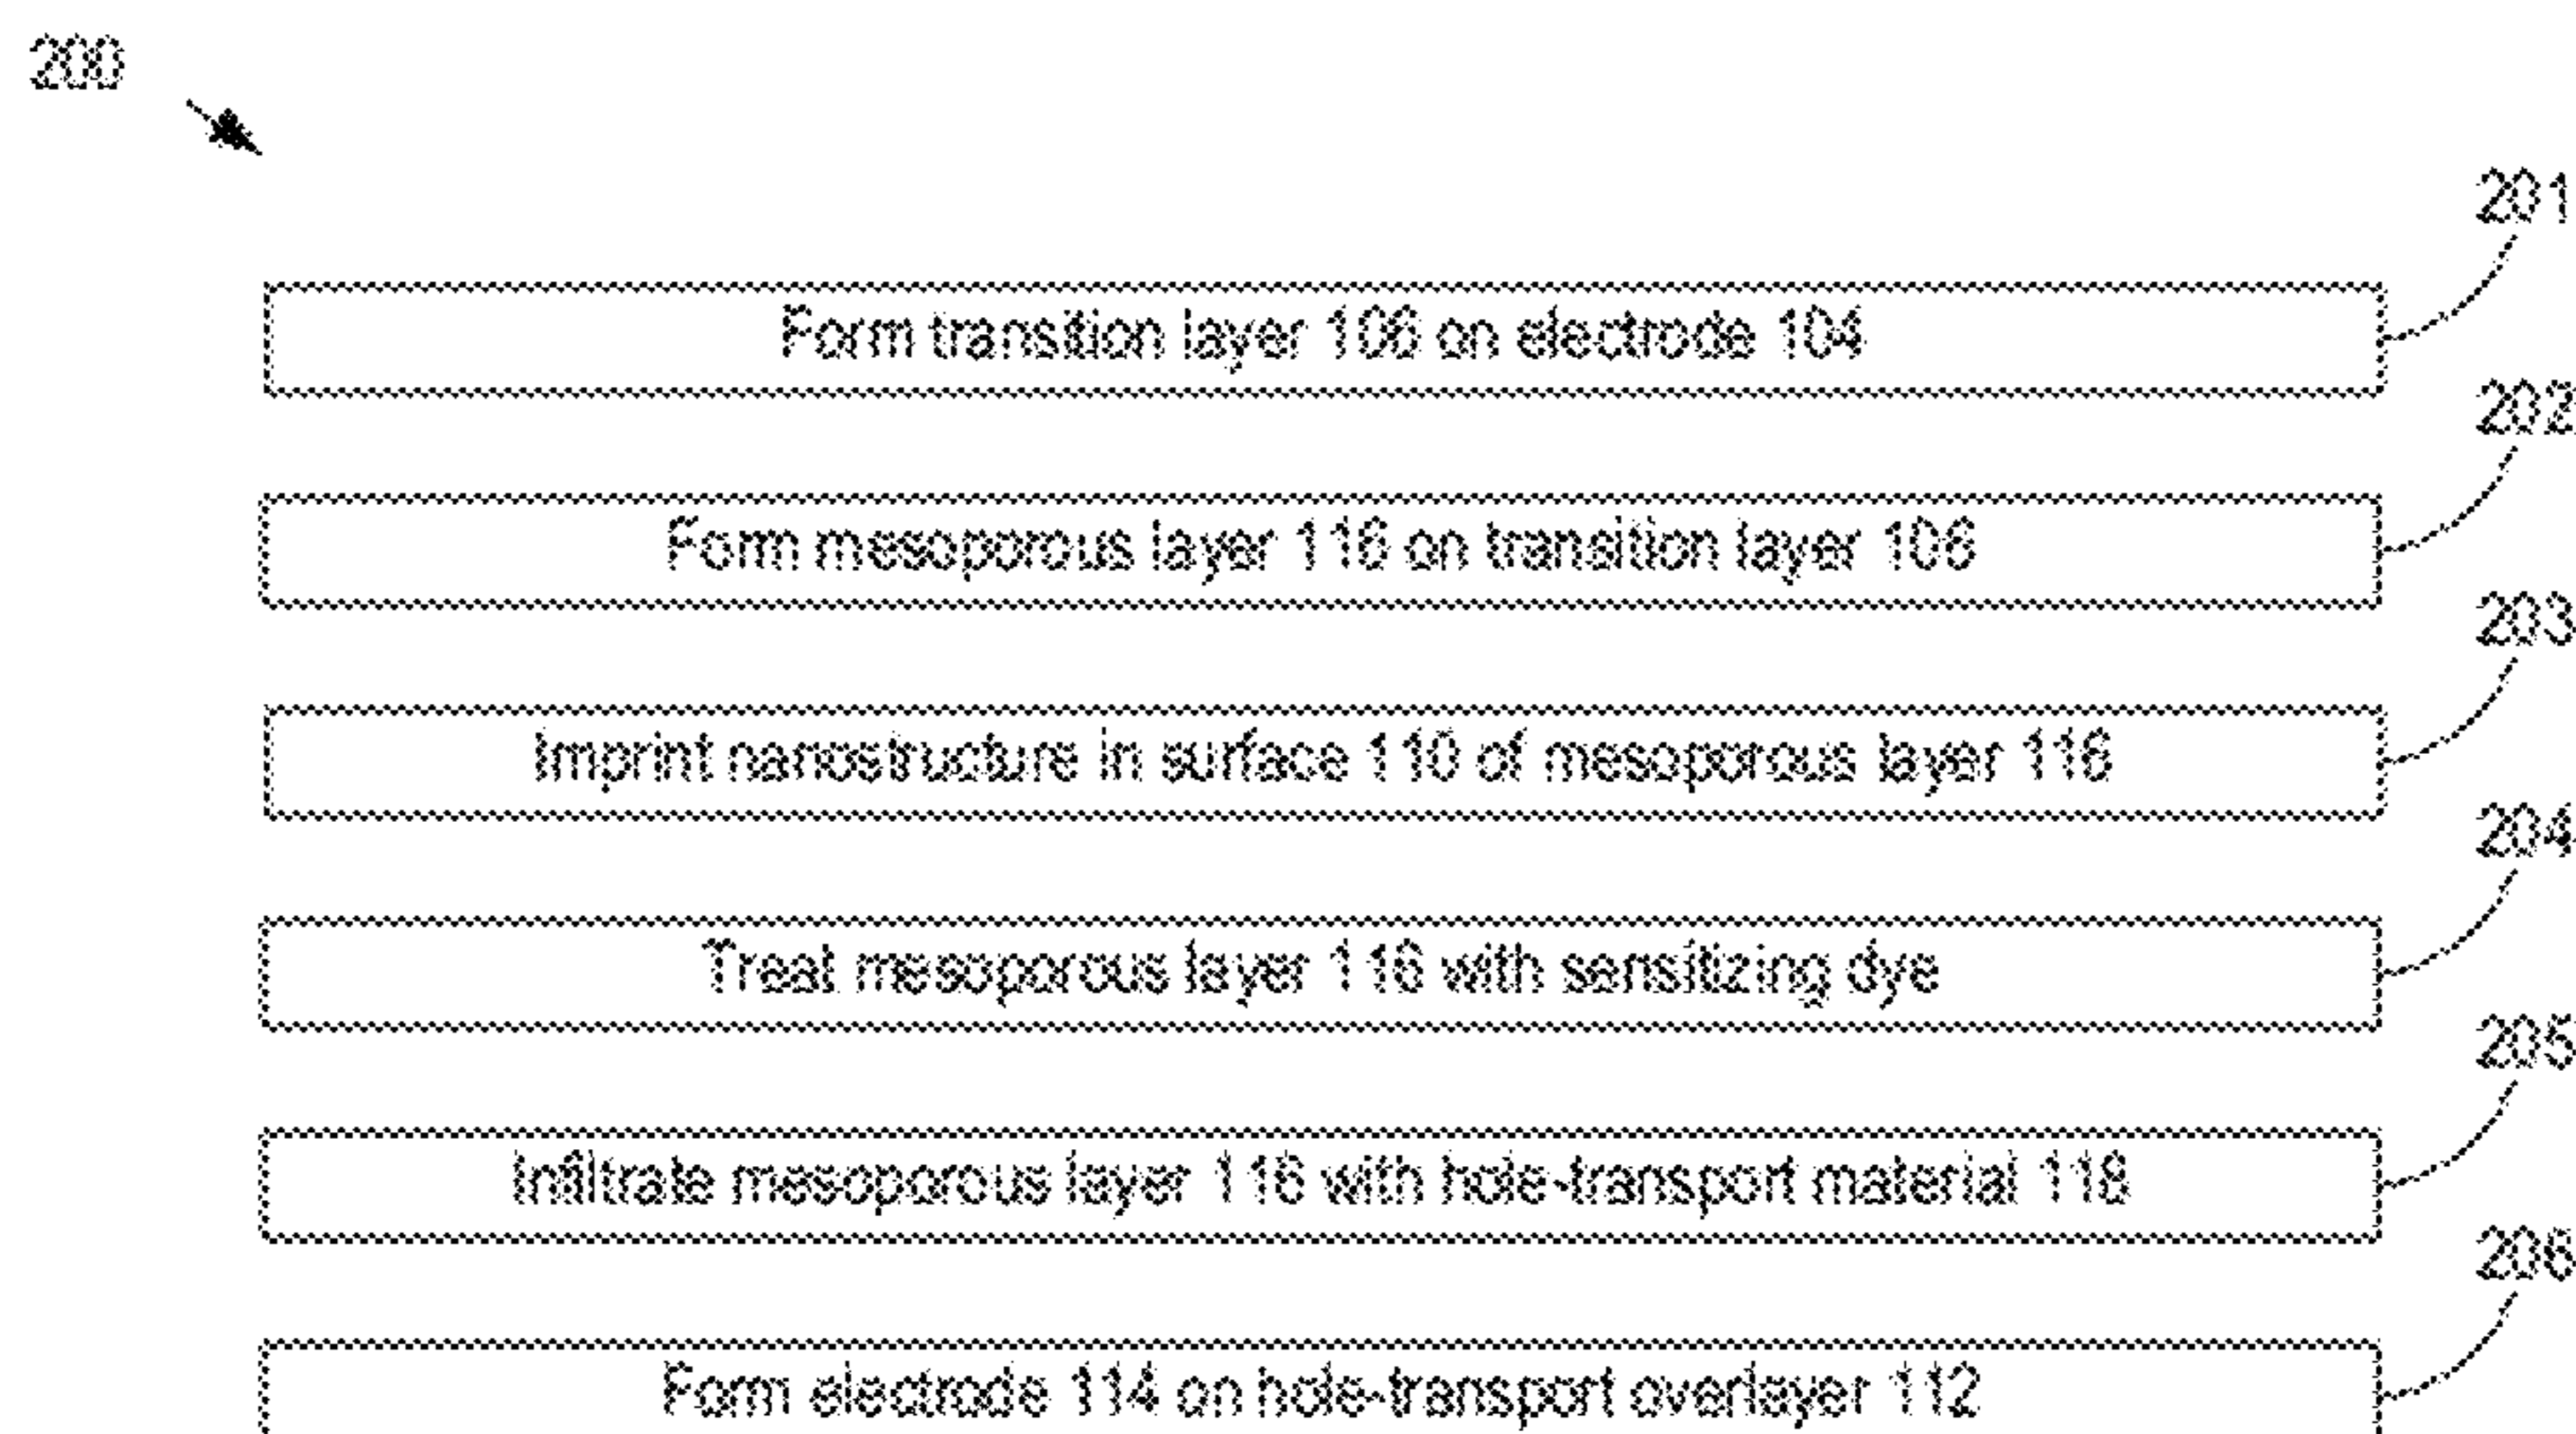 200
201
Form transition layer 106 on electrode 104
202
Form mesoporous layer 116 on transition layer 106
203
Imprint nanostructure in surface 110 of mesoporous layer 116
204
Treat mesoporous layer 116 with sensitizing dye
205
Infiltrate mesoporous layer 116 with hole-transport material 118
206
Form electrode 114 on hole-transport overlayer 112